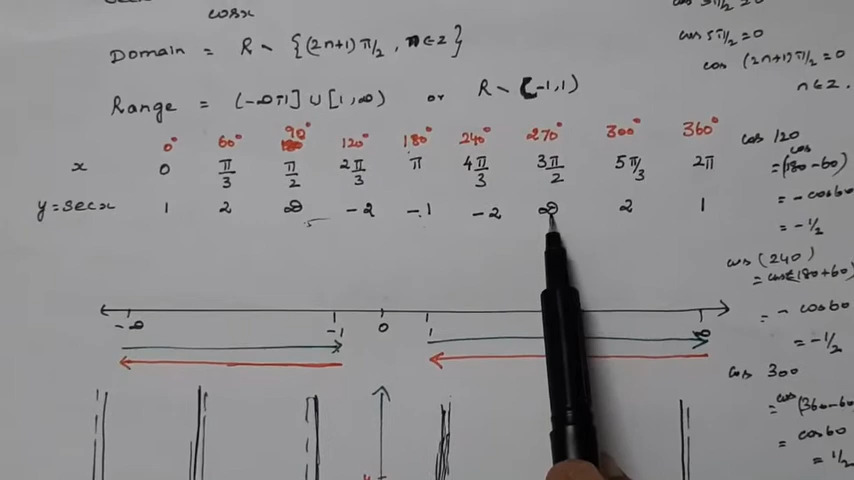 cosx
Domain = R ∖ {(2n+1) π/2, n∈Z}
Range = (-∞,-1] ∪ [1,∞) or R ∖ (-1,1)
0° 60° 90° 120° 180° 240° 270° 300° 360°
x 0 π/3 π/2 2π/3 π 4π/3 3π/2 5π/3 2π
y=secx 1 2 ∞ -2 -1 -2 ∞ 2 1
-∞ -1 0 1 ∞
cos 5π/2 =0
cos (2n+1)π/2 =0
n∈Z.
cos 120
= cos (180-60)
= -cos60
= -1/2
cos (240)
= cos(180+60)
= - cos60
= -1/2
cos 300
= cos (360-60
= cos60
= 1/2